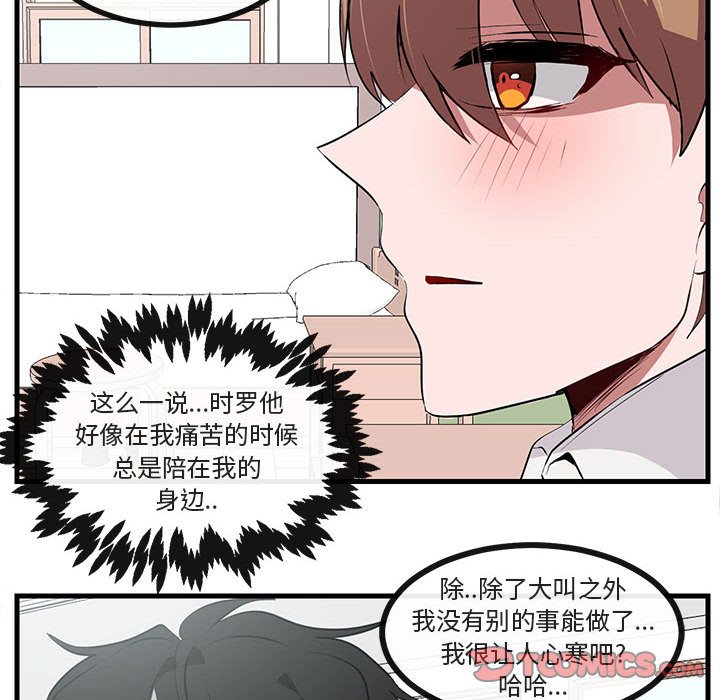 这么一说...时罗他
好像在我痛苦的时候
总是陪在我的
身边..
除..除了大叫之外
我没有别的事能做了...
我很让人心寒吧?
哈哈...
TOOMICS.COM